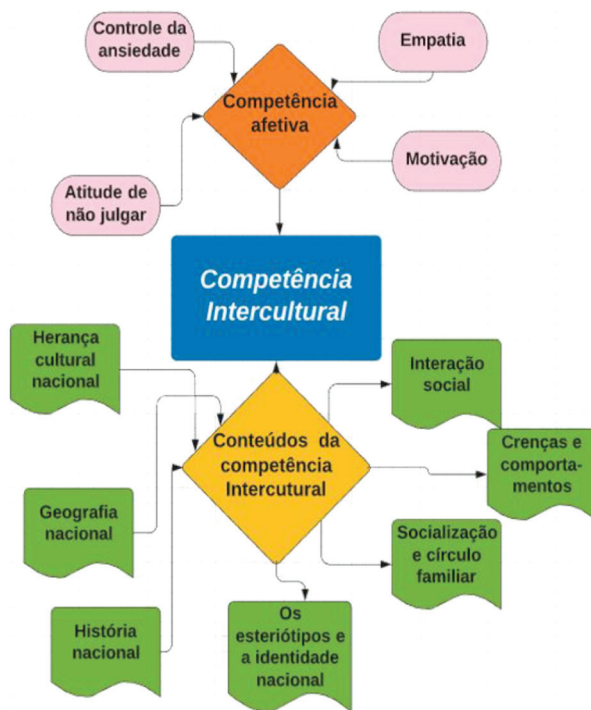 Controle da
ansiedade
Empatia
Competência
afetiva
Motivação
Atitude de
não julgar
Competência
Intercultural
Herança
cultural
nacional
Interação
social
Conteúdos da
competência
Intercutural
Crenças e
comporta-
mentos
Geografia
nacional
Socialização
e círculo
familiar
História
nacional
Os
esteriótipos e
a identidade
nacional